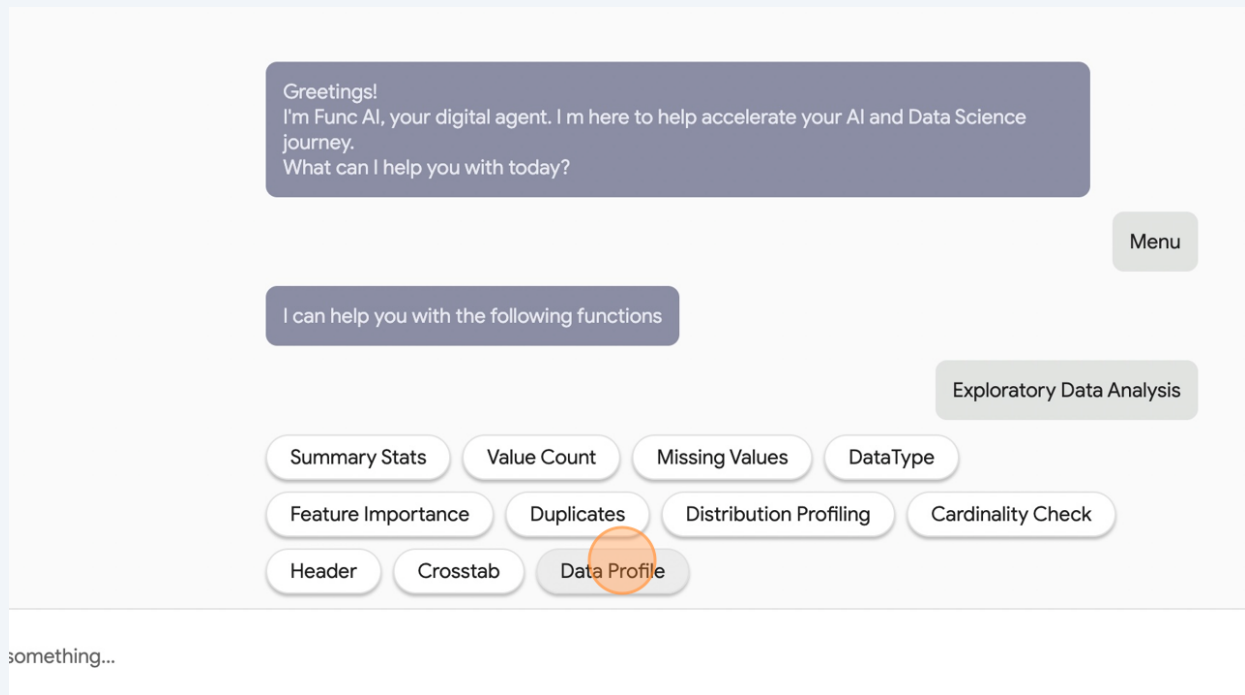 Greetings!
I'm Func AI, your digital agent. I m here to help accelerate your AI and Data Science
journey.
What can I help you with today?
Menu
I can help you with the following functions
Exploratory Data Analysis
Summary Stats Value Count Missing Values DataType
Feature Importance Duplicates Distribution Profiling Cardinality Check
Header Crosstab Data Profile
something...